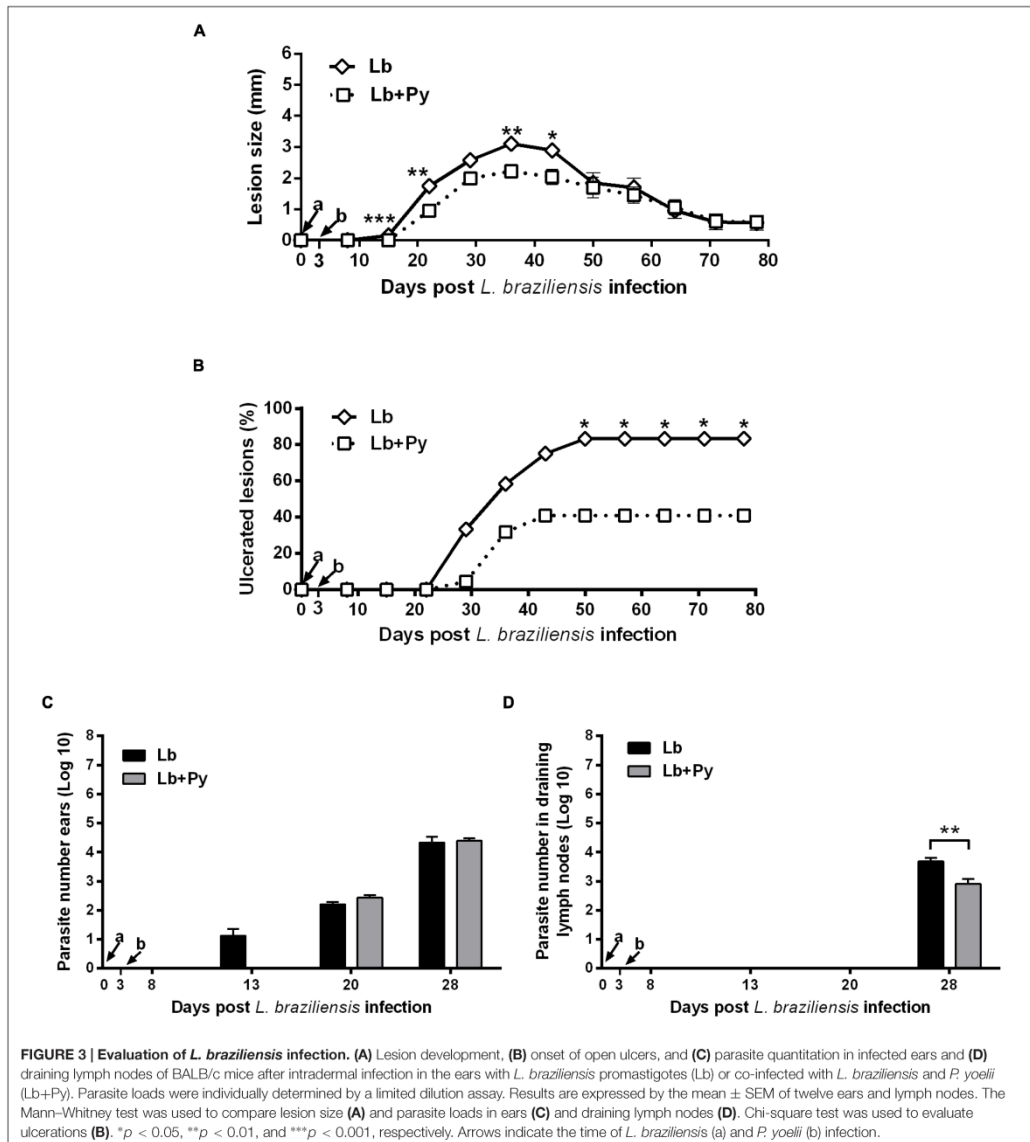 A
Lesion size (mm)
6
5
4
3
2
1
0
Lb
Lb+Py
a
b
***
**
**
*
0 3 10 20 30 40 50 60 70 80
Days post L. braziliensis infection
B
Ulcerated lesions (%)
100
80
60
40
20
0
Lb
Lb+Py
a
b
* * * * *
0 3 10 20 30 40 50 60 70 80
Days post L. braziliensis infection
C
Parasite number ears (Log 10)
8
7
6
5
4
3
2
1
0
Lb
Lb+Py
a
b
0 3 8 13 20 28
Days post L. braziliensis infection
D
Parasite number in draining
lymph nodes (Log 10)
8
7
6
5
4
3
2
1
0
Lb
Lb+Py
**
a
b
0 3 8 13 20 28
Days post L. braziliensis infection
FIGURE 3 | Evaluation of L. braziliensis infection. (A) Lesion development, (B) onset of open ulcers, and (C) parasite quantitation in infected ears and (D)
draining lymph nodes of BALB/c mice after intradermal infection in the ears with L. braziliensis promastigotes (Lb) or co-infected with L. braziliensis and P. yoelii
(Lb+Py). Parasite loads were individually determined by a limited dilution assay. Results are expressed by the mean ± SEM of twelve ears and lymph nodes. The
Mann–Whitney test was used to compare lesion size (A) and parasite loads in ears (C) and draining lymph nodes (D). Chi-square test was used to evaluate
ulcerations (B). *p < 0.05, **p < 0.01, and ***p < 0.001, respectively. Arrows indicate the time of L. braziliensis (a) and P. yoelii (b) infection.